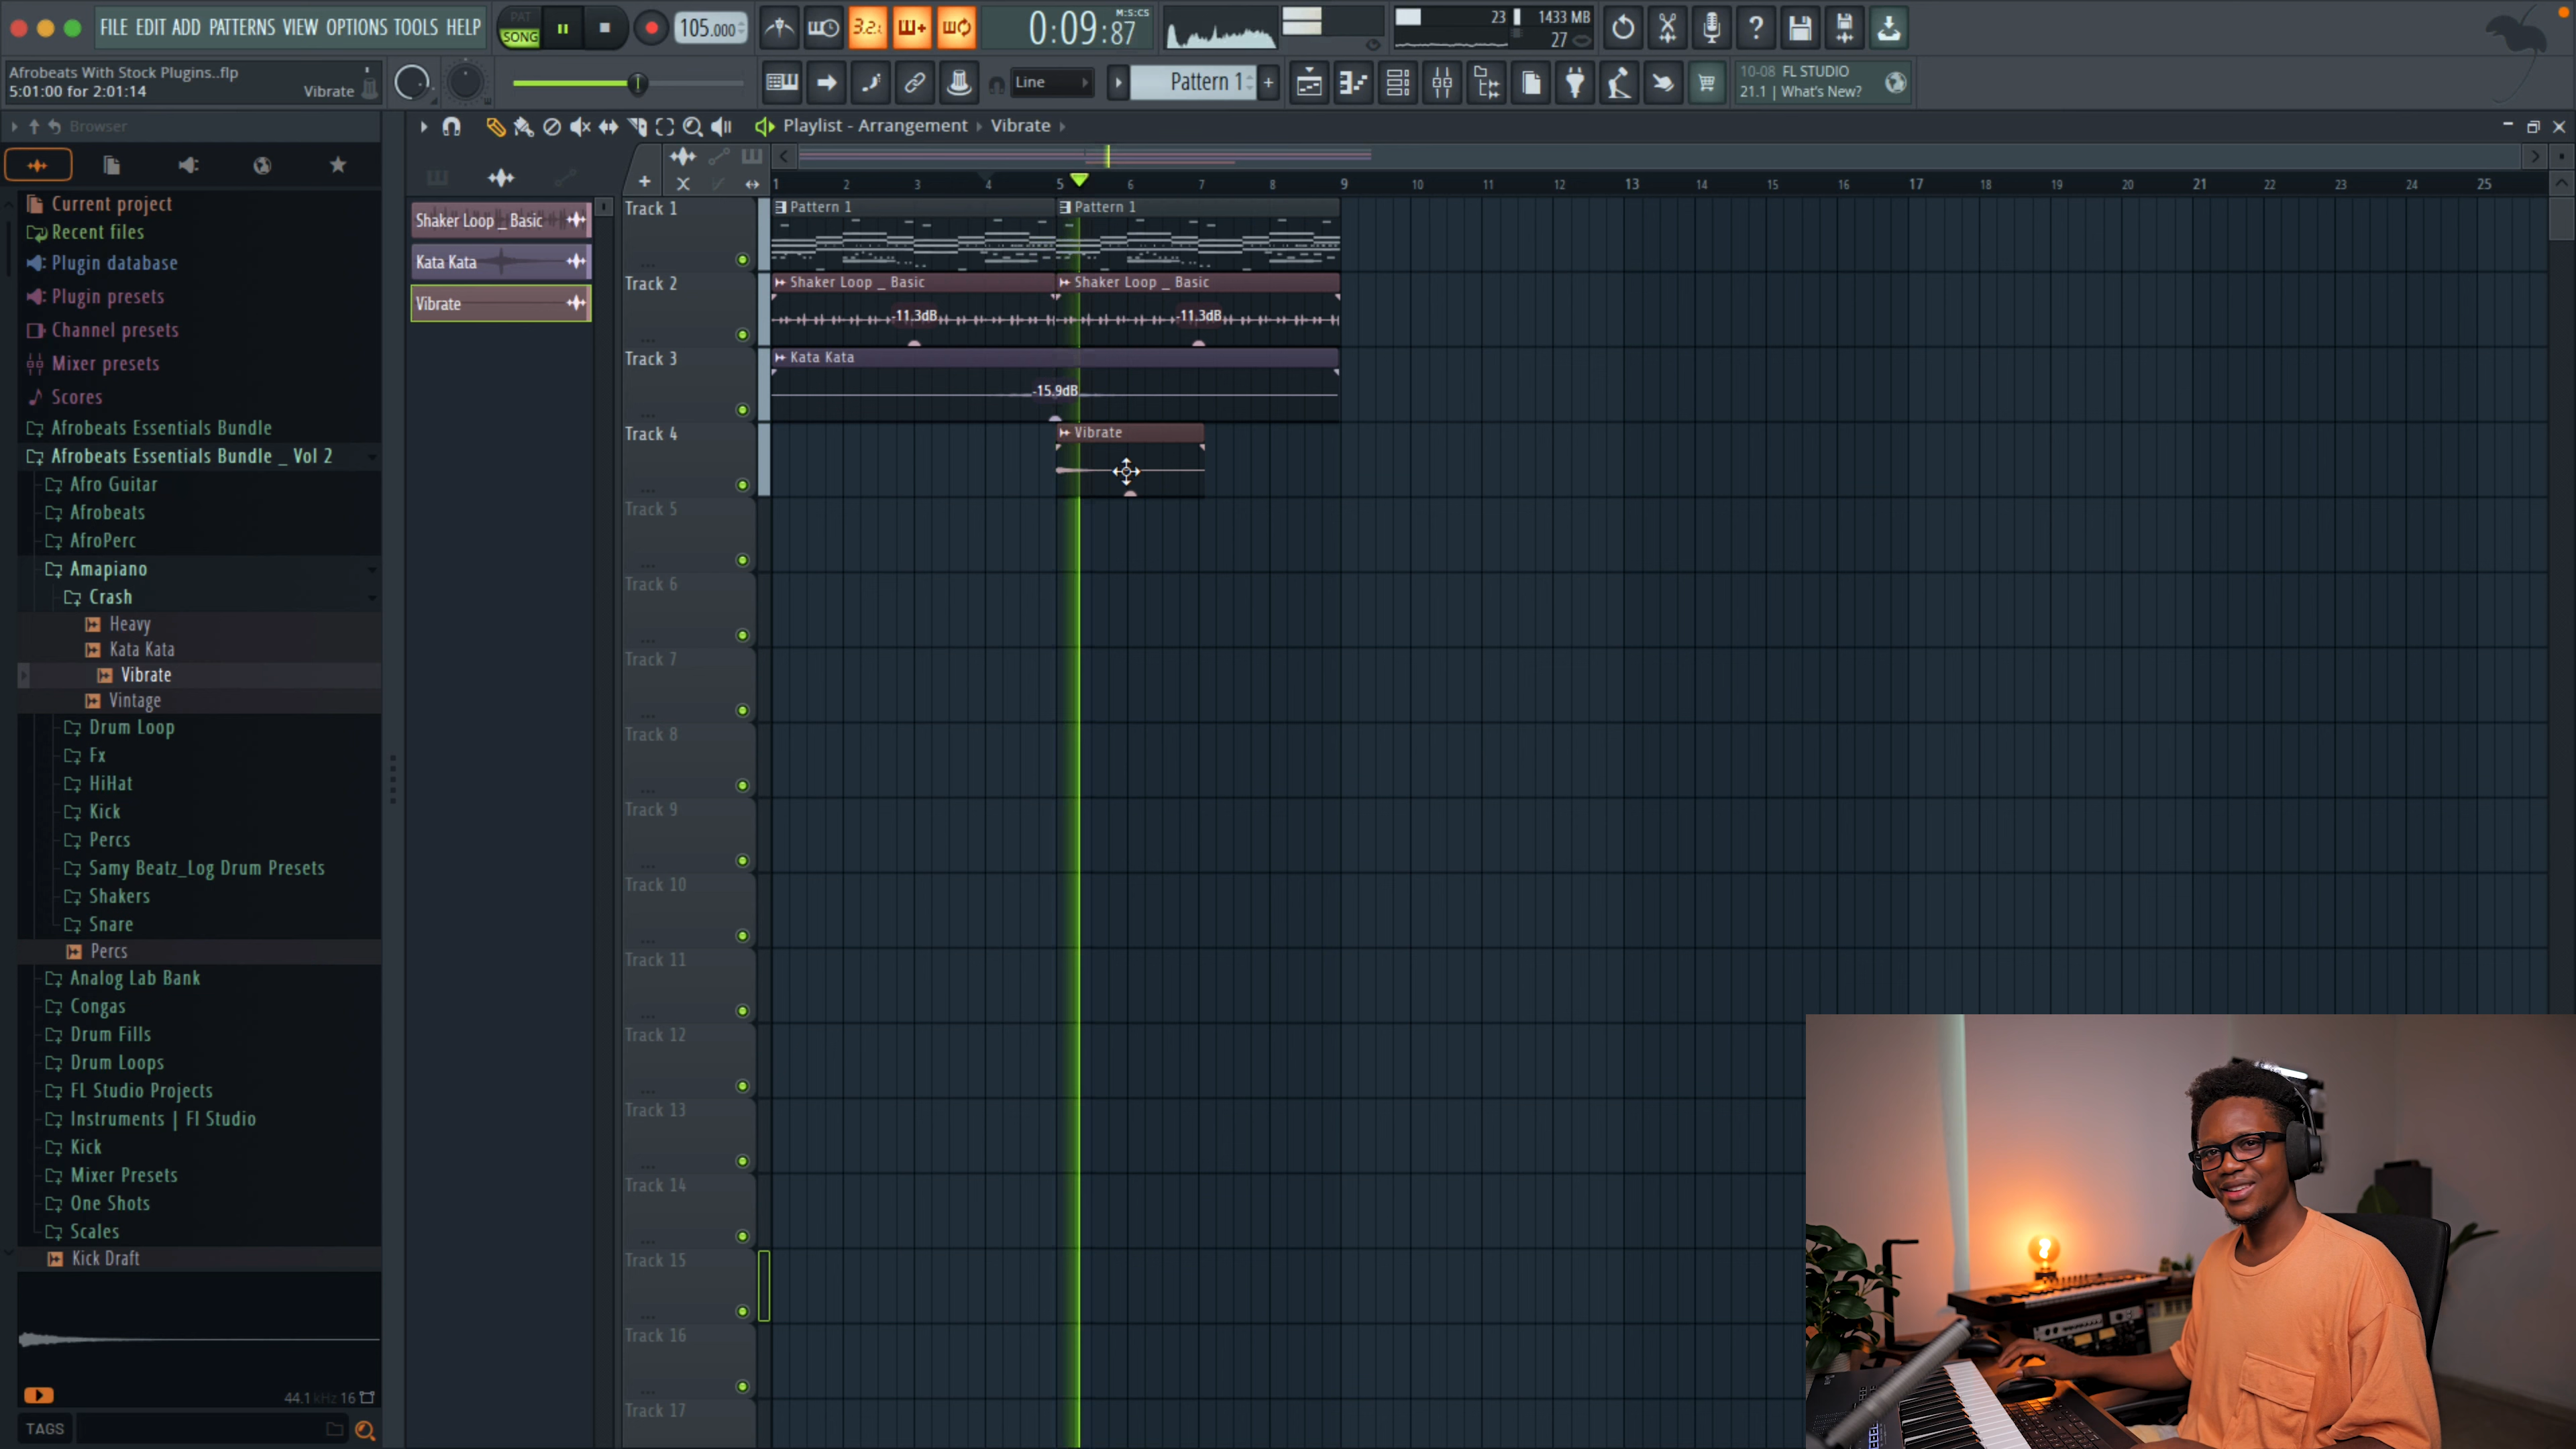 FILE EDIT ADD PATTERNS VIEW OPTIONS TOOLS HELP
PAT
SONG
105.000
3.2.
M:S:CS
0:09:87
23
1433 MB
27
Afrobeats With Stock Plugins..flp
5:01:00 for 2:01:14
Vibrate
Line
Pattern 1
+
10-08 FL STUDIO
21.1 | What's New?
Browser
Playlist - Arrangement
Vibrate
Current project
Recent files
Plugin database
Plugin presets
Channel presets
Mixer presets
Scores
Afrobeats Essentials Bundle
Afrobeats Essentials Bundle _ Vol 2
Afro Guitar
Afrobeats
AfroPerc
Amapiano
Crash
Heavy
Kata Kata
Vibrate
Vintage
Drum Loop
Fx
HiHat
Kick
Percs
Samy Beatz_Log Drum Presets
Shakers
Snare
Percs
Analog Lab Bank
Congas
Drum Fills
Drum Loops
FL Studio Projects
Instruments | Fl Studio
Kick
Mixer Presets
One Shots
Scales
Kick Draft
44.1 kHz 16
TAGS
Shaker Loop _ Basic
Kata Kata
Vibrate
1 2 3 4 5 6 7 8 9 10 11 12 13 14 15 16 17 18 19 20 21 22 23 24 25
Track 1
Pattern 1
Pattern 1
Track 2
Shaker Loop _ Basic
Shaker Loop _ Basic
-11.3dB
-11.3dB
Track 3
Kata Kata
-15.9dB
Track 4
Vibrate
Track 5
Track 6
Track 7
Track 8
Track 9
Track 10
Track 11
Track 12
Track 13
Track 14
Track 15
Track 16
Track 17